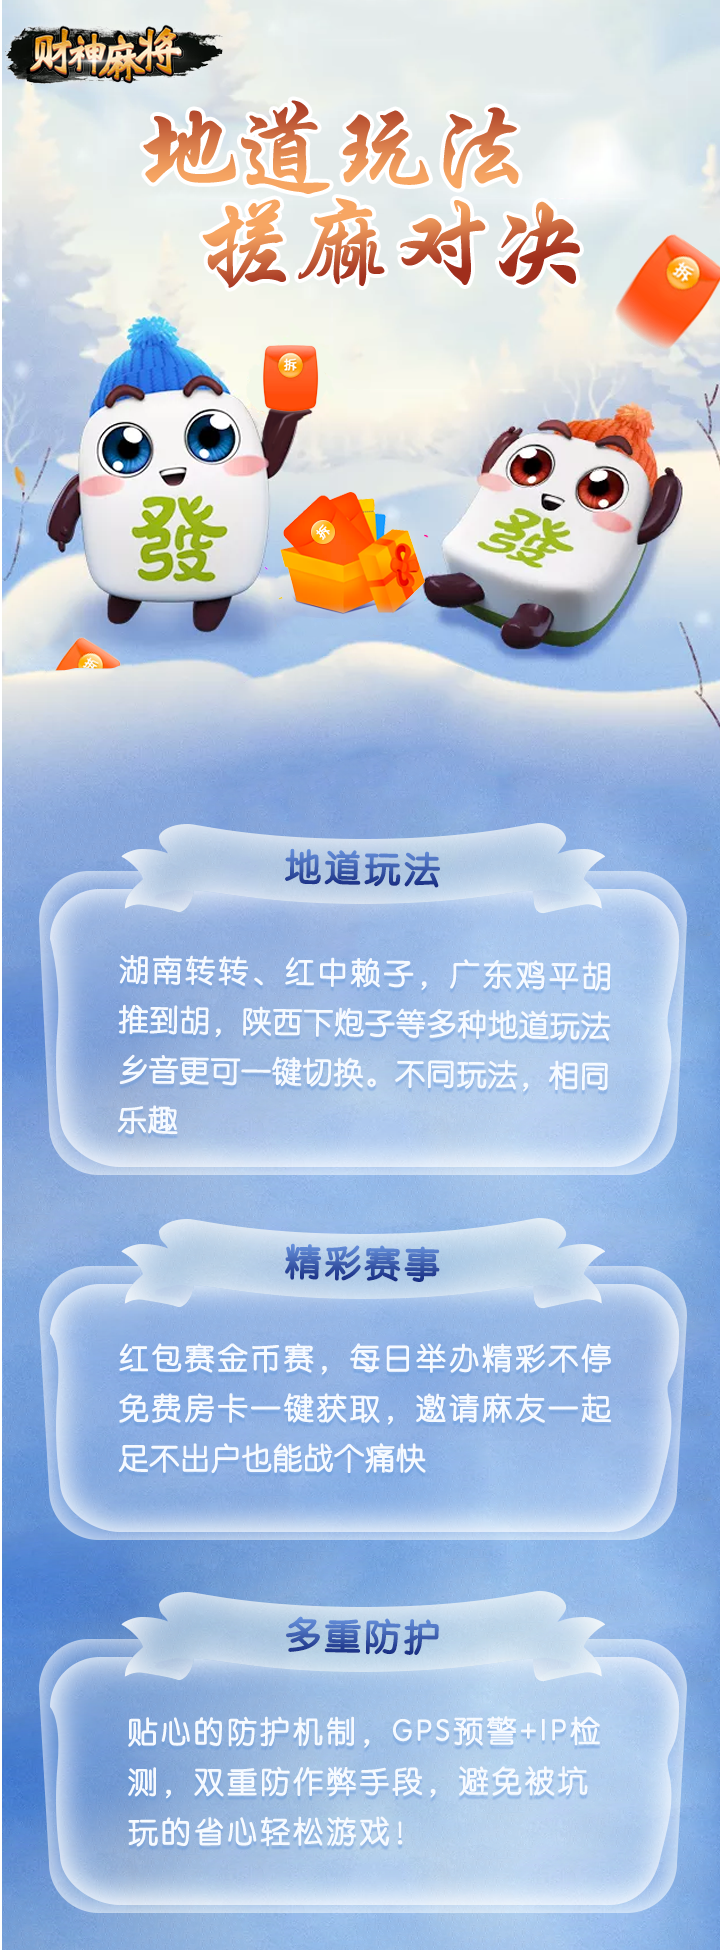 财神麻将
地道玩法
搓麻对决
拆
拆
拆
發
發
拆
地道玩法
湖南转转、红中赖子，广东鸡平胡
推到胡，陕西下炮子等多种地道玩法
乡音更可一键切换。不同玩法，相同
乐趣
精彩赛事
红包赛金币赛，每日举办精彩不停
免费房卡一键获取，邀请麻友一起
足不出户也能战个痛快
多重防护
贴心的防护机制，GPS预警+IP检
测，双重防作弊手段，避免被坑
玩的省心轻松游戏！